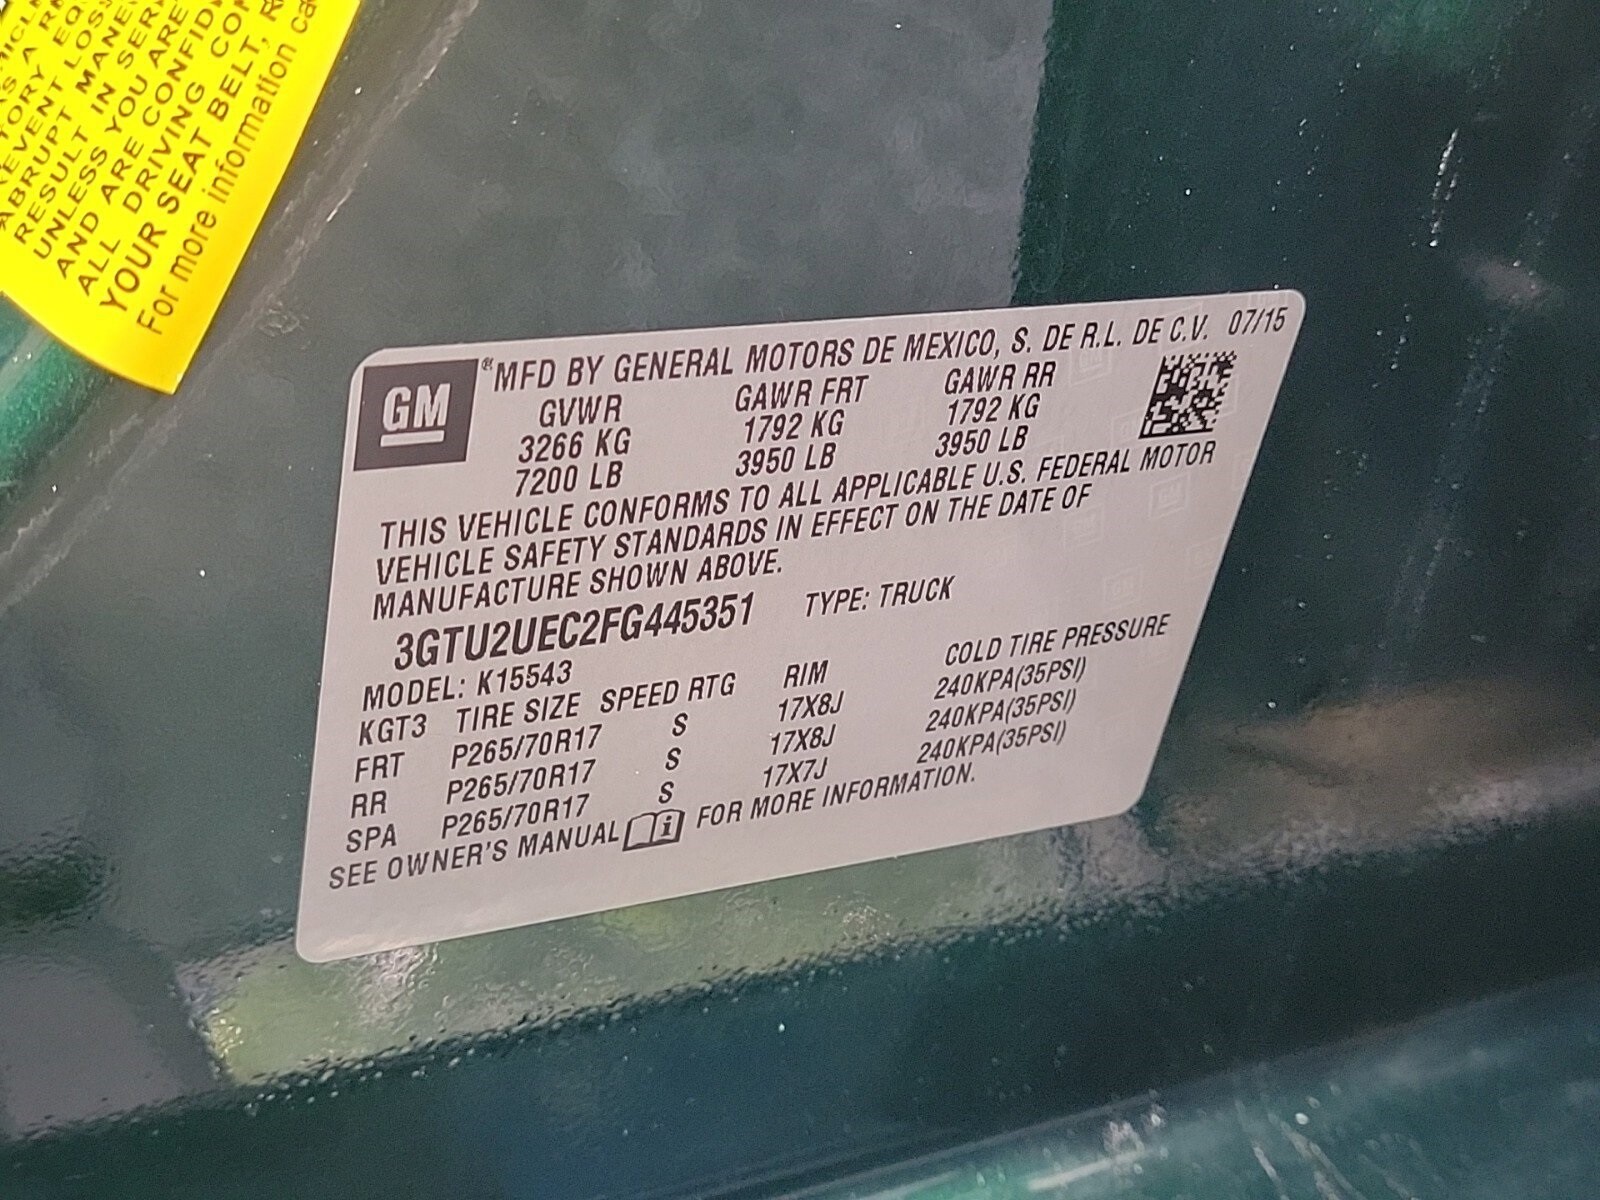 RESULT IN SERI
UNLESS YOU ARE
AND ARE CONFID
ALL DRIVING CON
YOUR SEAT BELT,
For more information ca
GM
® MFD BY GENERAL MOTORS DE MEXICO, S. DE R.L. DE C.V. 07/15
GVWR GAWR FRT GAWR RR
3266 KG 1792 KG 1792 KG
7200 LB 3950 LB 3950 LB
THIS VEHICLE CONFORMS TO ALL APPLICABLE U.S. FEDERAL MOTOR
VEHICLE SAFETY STANDARDS IN EFFECT ON THE DATE OF
MANUFACTURE SHOWN ABOVE.
3GTU2UEC2FG445351 TYPE: TRUCK
MODEL: K15543
KGT3 TIRE SIZE SPEED RTG RIM COLD TIRE PRESSURE
FRT P265/70R17 S 17X8J 240KPA(35PSI)
RR P265/70R17 S 17X8J 240KPA(35PSI)
SPA P265/70R17 S 17X7J 240KPA(35PSI)
SEE OWNER'S MANUAL i FOR MORE INFORMATION.